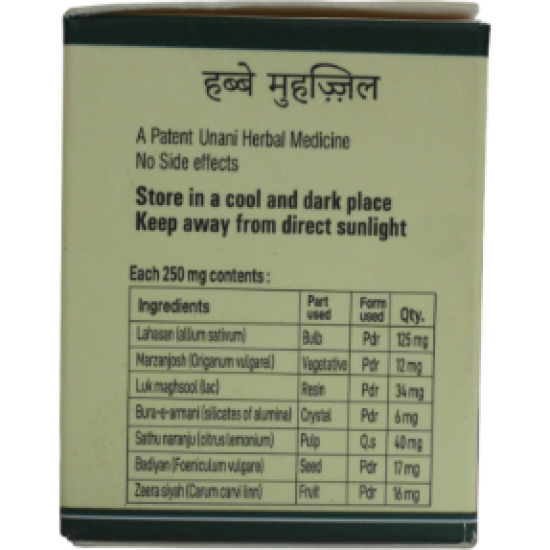 हब्बे मुहज़्ज़िल
A Patent Unani Herbal Medicine
No Side effects
Store in a cool and dark place
Keep away from direct sunlight
Each 250 mg contents :
Ingredients Part used Form used Qty.
Lahasan (allium sativum) Bulb Pdr 125 mg
Marzanjosh (Origanum vulgarel) Vegetative Pdr 12 mg
Luk maghsool (lac) Resin Pdr 34 mg
Bura-e-armani (silicates of alumina) Crystal Pdr 6 mg
Sathu naranju (citrus lemonium) Pulp Q.s 40 mg
Badiyan (Foeniculum vulgare) Seed Pdr 17 mg
Zeera siyah (Carum carvi linn) Fruit Pdr 16 mg